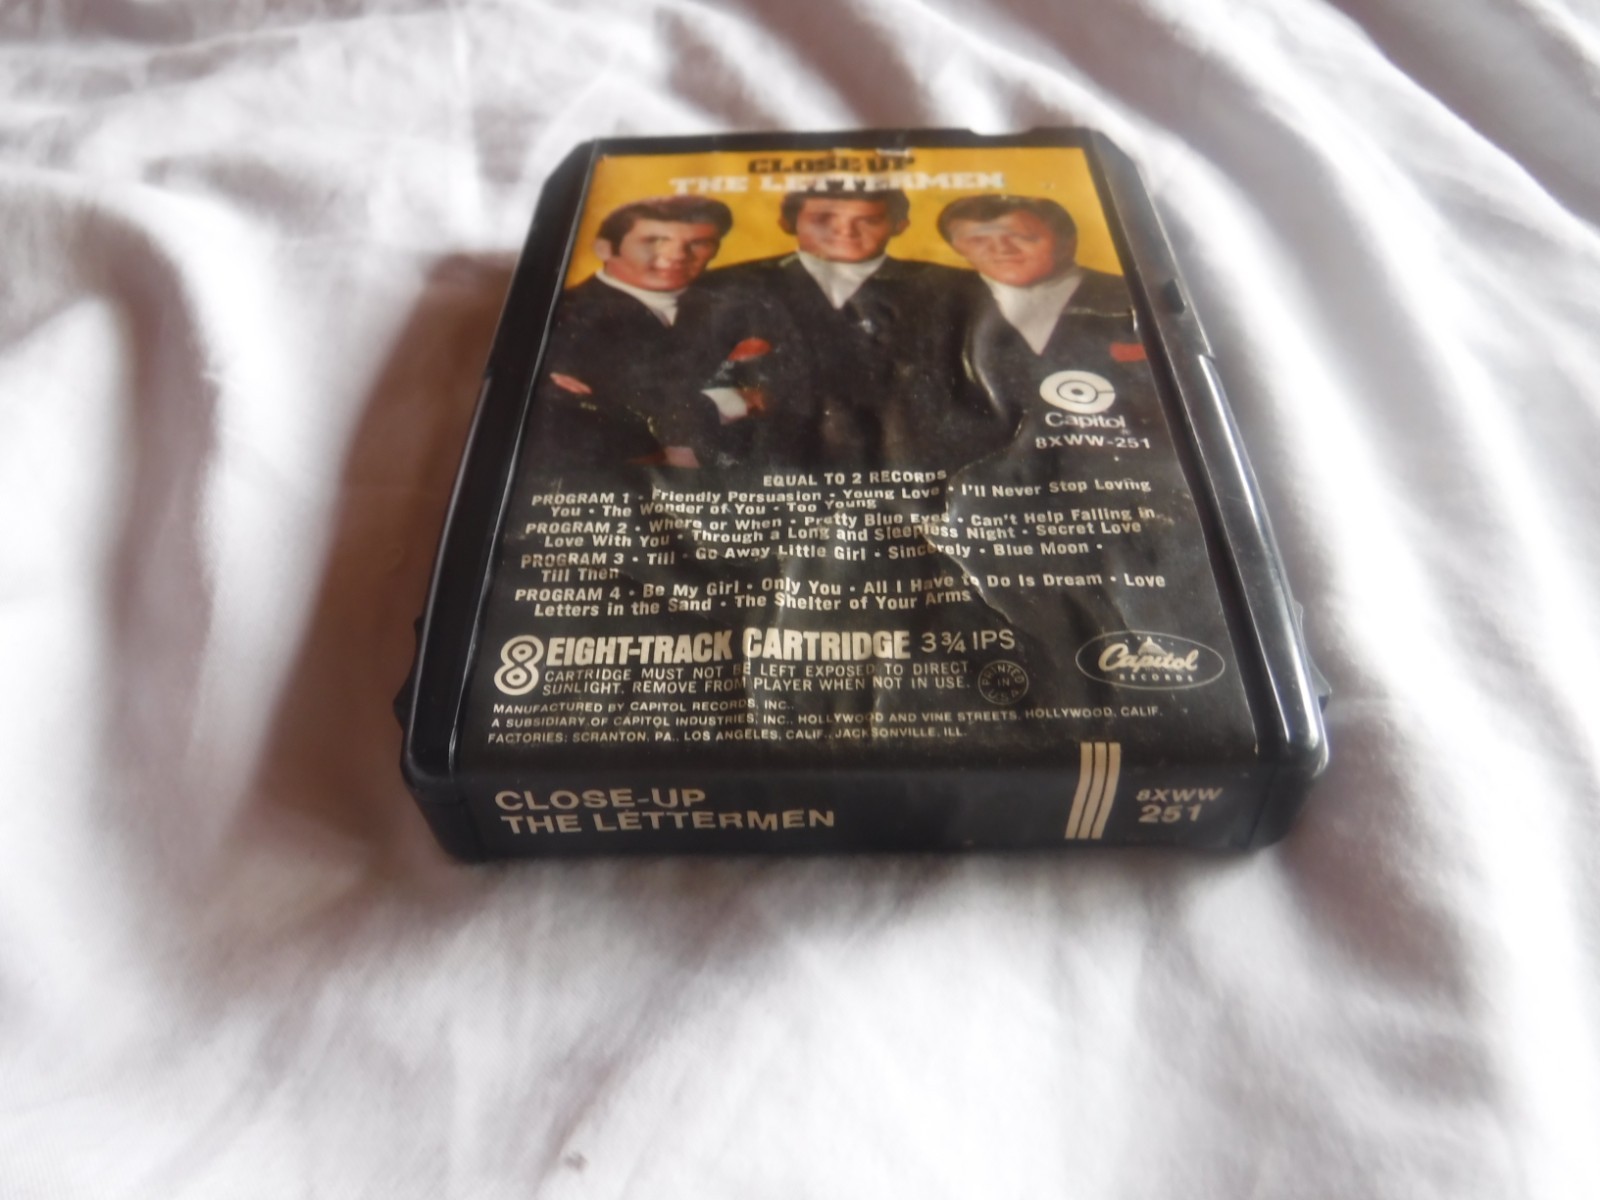 CLOSE UP
THE LETTERMEN
Capitol
8XWW-251
EQUAL TO 2 RECORDS
PROGRAM 1 • Friendly Persuasion • Young Love • I'll Never Stop Loving
You • The Wonder of You • Too Young
PROGRAM 2 • Where or When • Pretty Blue Eyes • Can't Help Falling in
Love With You • Through a Long and Sleepless Night • Secret Love
PROGRAM 3 • Till • Go Away Little Girl • Sincerely • Blue Moon •
Till Then
PROGRAM 4 • Be My Girl • Only You • All I Have to Do Is Dream • Love
Letters in the Sand • The Shelter of Your Arms
8 EIGHT-TRACK CARTRIDGE 3¾ IPS
CARTRIDGE MUST NOT BE LEFT EXPOSED TO DIRECT
SUNLIGHT. REMOVE FROM PLAYER WHEN NOT IN USE.
PRINTED IN U.S.A.
Capitol
RECORDS
MANUFACTURED BY CAPITOL RECORDS, INC.,
A SUBSIDIARY OF CAPITOL INDUSTRIES, INC., HOLLYWOOD AND VINE STREETS, HOLLYWOOD, CALIF.
FACTORIES: SCRANTON, PA., LOS ANGELES, CALIF., JACKSONVILLE, ILL.
CLOSE-UP
THE LETTERMEN
8XWW
251